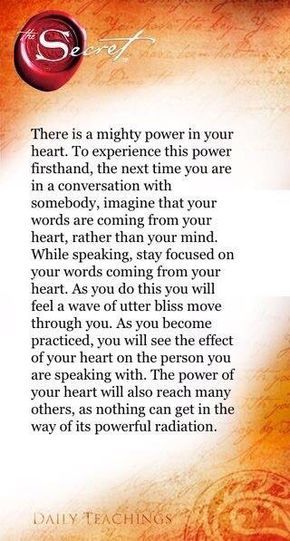 the Secret™
There is a mighty power in your
heart. To experience this power
firsthand, the next time you are
in a conversation with
somebody, imagine that your
words are coming from your
heart, rather than your mind.
While speaking, stay focused on
your words coming from your
heart. As you do this you will
feel a wave of utter bliss move
through you. As you become
practiced, you will see the effect
of your heart on the person you
are speaking with. The power of
your heart will also reach many
others, as nothing can get in the
way of its powerful radiation.
DAILY TEACHINGS